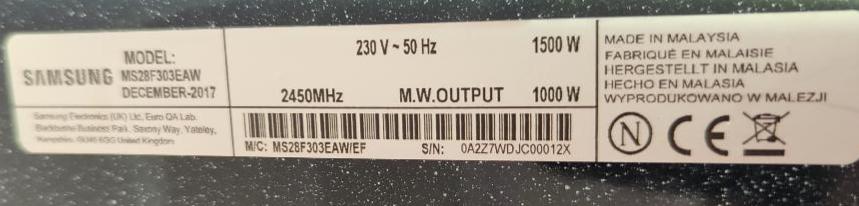 SAMSUNG
MODEL:
MS28F303EAW
DECEMBER-2017
230 V ~ 50 Hz 1500 W
2450MHz M.W.OUTPUT 1000 W
MADE IN MALAYSIA
FABRIQUÉ EN MALAISIE
HERGESTELLT IN MALASIA
HECHO EN MALASIA
WYPRODUKOWANO W MALEZJI
Samsung Electronics (UK) Ltd, Euro QA Lab.
Blackbushe Business Park, Saxony Way, Yateley,
Hampshire, GU46 6GG United Kingdom
M/C: MS28F303EAW/EF S/N: 0A2Z7WDJC00012X
N CE